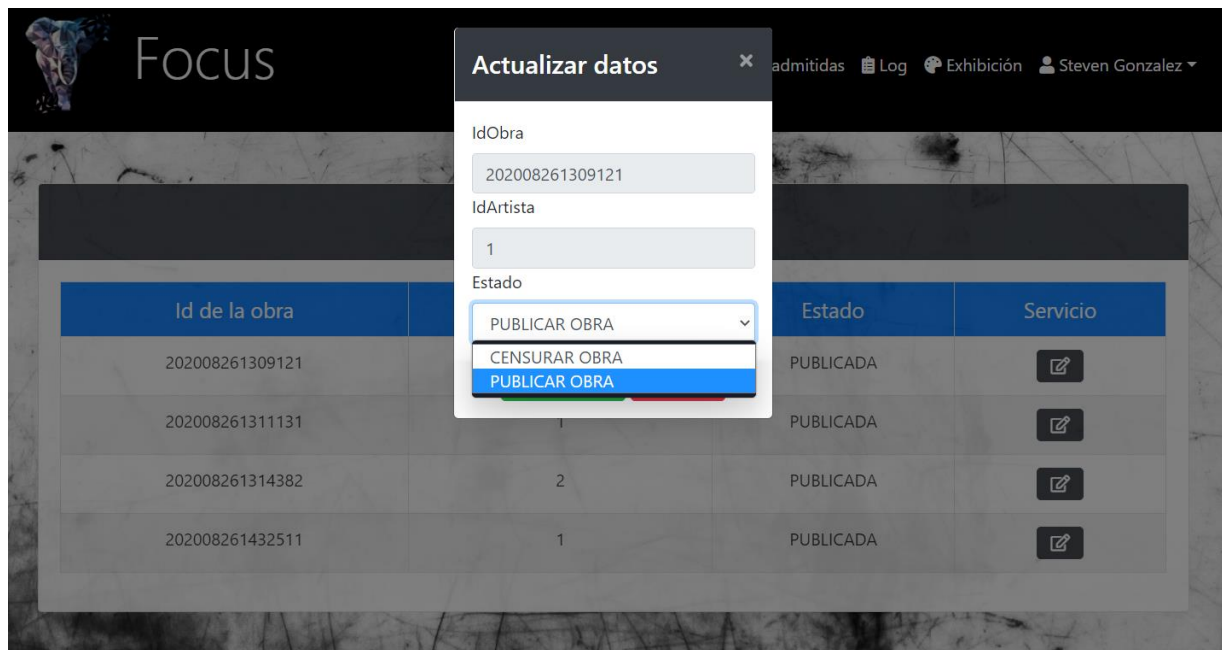 Focus
Actualizar datos ×
admitidas Log Exhibición Steven Gonzalez
IdObra
202008261309121
IdArtista
1
Estado
PUBLICAR OBRA
CENSURAR OBRA
PUBLICAR OBRA
Id de la obra Estado Servicio
202008261309121 PUBLICADA
202008261311131 1 PUBLICADA
202008261314382 2 PUBLICADA
202008261432511 1 PUBLICADA